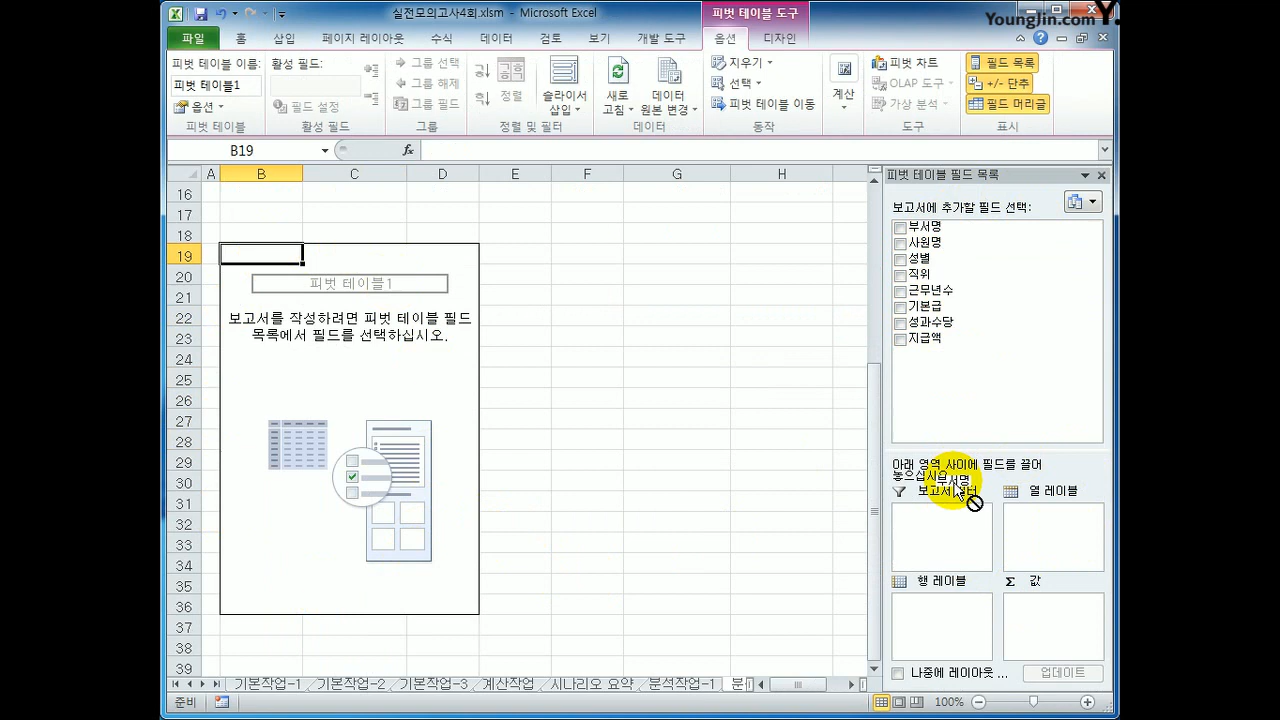 실전모의고사4회.xlsm - Microsoft Excel
피벗 테이블 도구
YoungJin.com Y.
파일 홈 삽입 페이지 레이아웃 수식 데이터 검토 보기 개발 도구 옵션 디자인
피벗 테이블 이름: 활성 필드: 그룹 선택 지우기 피벗 차트 필드 목록
피벗 테이블1 그룹 해제 선택 OLAP 도구 +/- 단추
옵션 필드 설정 그룹 필드 정렬 슬라이서 삽입 새로 고침 데이터 원본 변경 피벗 테이블 이동 계산 가상 분석 필드 머리글
피벗 테이블 활성 필드 그룹 정렬 및 필터 데이터 동작 도구 표시
B19 fx
A B C D E F G H
피벗 테이블 필드 목록
보고서에 추가할 필드 선택:
부서명
사원명
성별
직위
근무년수
기본급
성과수당
지급액
16
17
18
19
20
21
22
23
24
25
26
27
28
29
30
31
32
33
34
35
36
37
38
39
피벗 테이블1
보고서를 작성하려면 피벗 테이블 필드
목록에서 필드를 선택하십시오.
아래 영역 사이에 필드를 끌어
놓으십시오
부서명
보고서 필터 열 레이블
행 레이블 Σ 값
나중에 레이아웃 ... 업데이트
기본작업-1 기본작업-2 기본작업-3 계산작업 시나리오 요약 분석작업-1 분
준비 100%